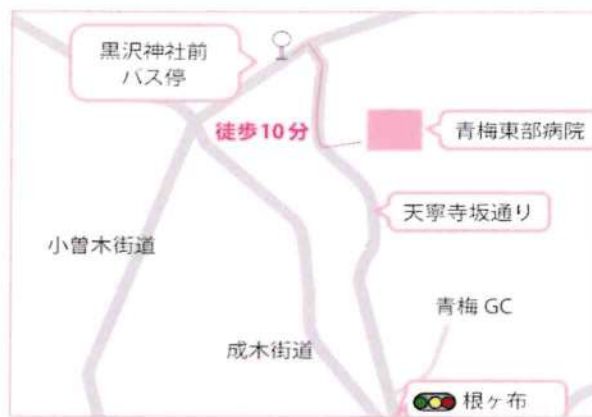 黒沢神社前
バス停
徒歩10分
青梅東部病院
天寧寺坂通り
小曽木街道
青梅 GC
成木街道
根ヶ布